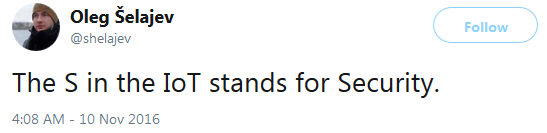 Oleg Šelajev
@shelajev
Follow
The S in the IoT stands for Security.
4:08 AM - 10 Nov 2016